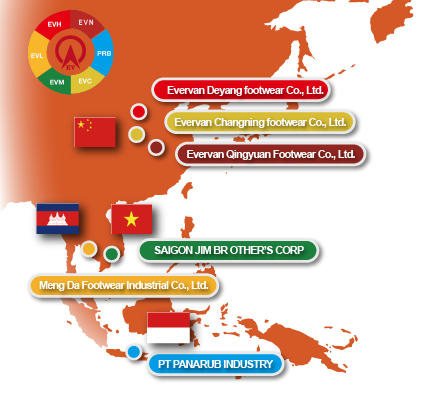 EVH
EVN
EVL
PRB
EVM
EVC
EV
Evervan Deyang footwear Co., Ltd.
Evervan Changning footwear Co., Ltd.
Evervan Qingyuan Footwear Co., Ltd.
SAIGON JIM BR OTHER'S CORP
Meng Da Footwear Industrial Co., Ltd.
PT PANARUB INDUSTRY